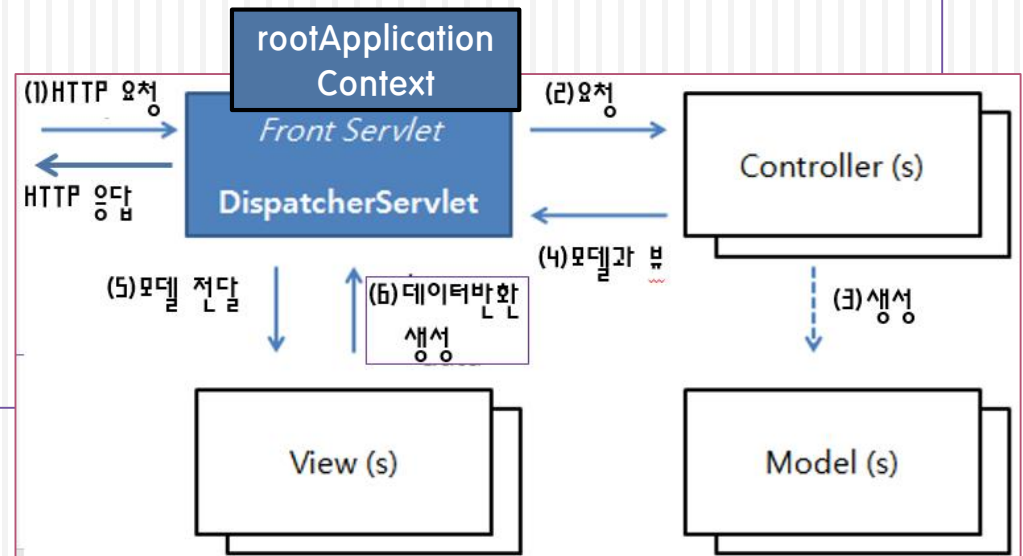 rootApplication
Context
(1)HTTP 요청
(2)요청
Front Servlet
Controller (s)
HTTP 응답
DispatcherServlet
(4)모델과 뷰
(5)모델 전달
(6)데이터반환
생성
(3)생성
View (s)
Model (s)